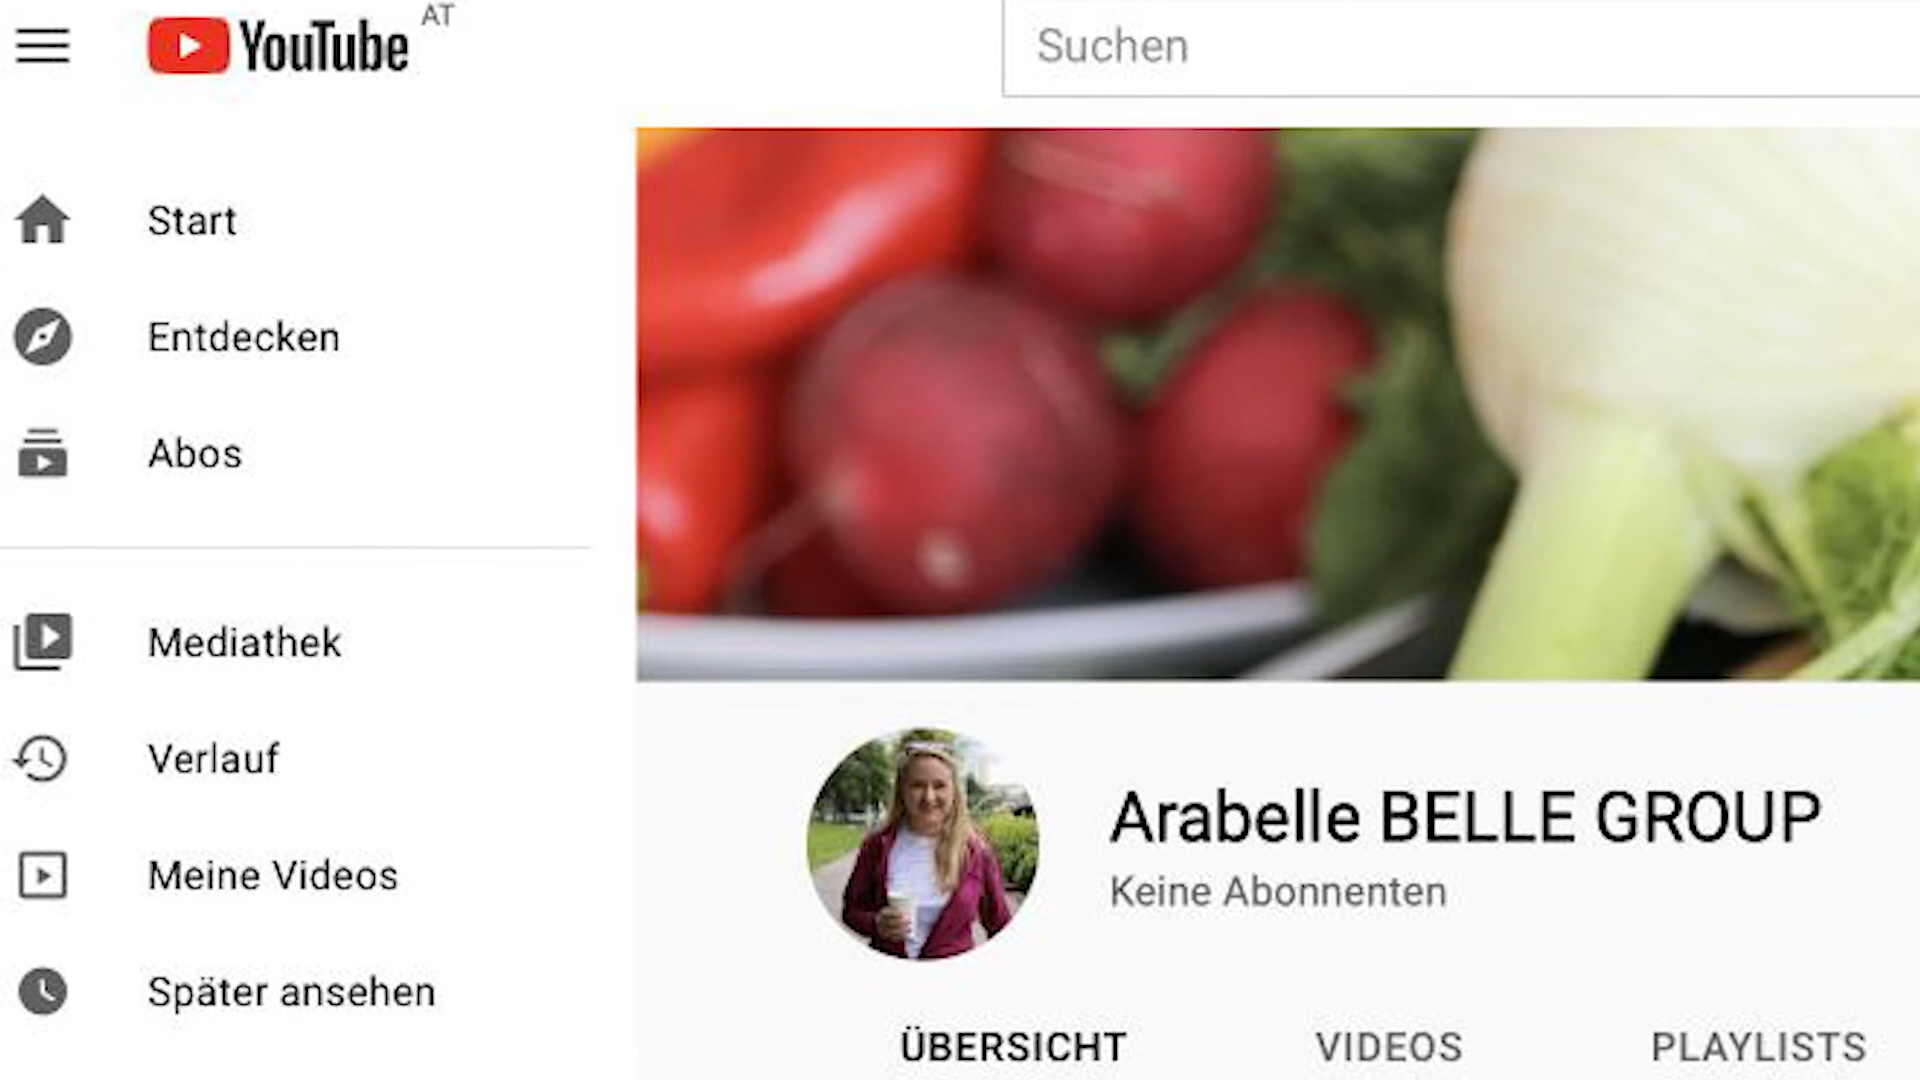 YouTube AT
Suchen
Start
Entdecken
Abos
Mediathek
Verlauf
Meine Videos
Später ansehen
Arabelle BELLE GROUP
Keine Abonnenten
ÜBERSICHT VIDEOS PLAYLISTS